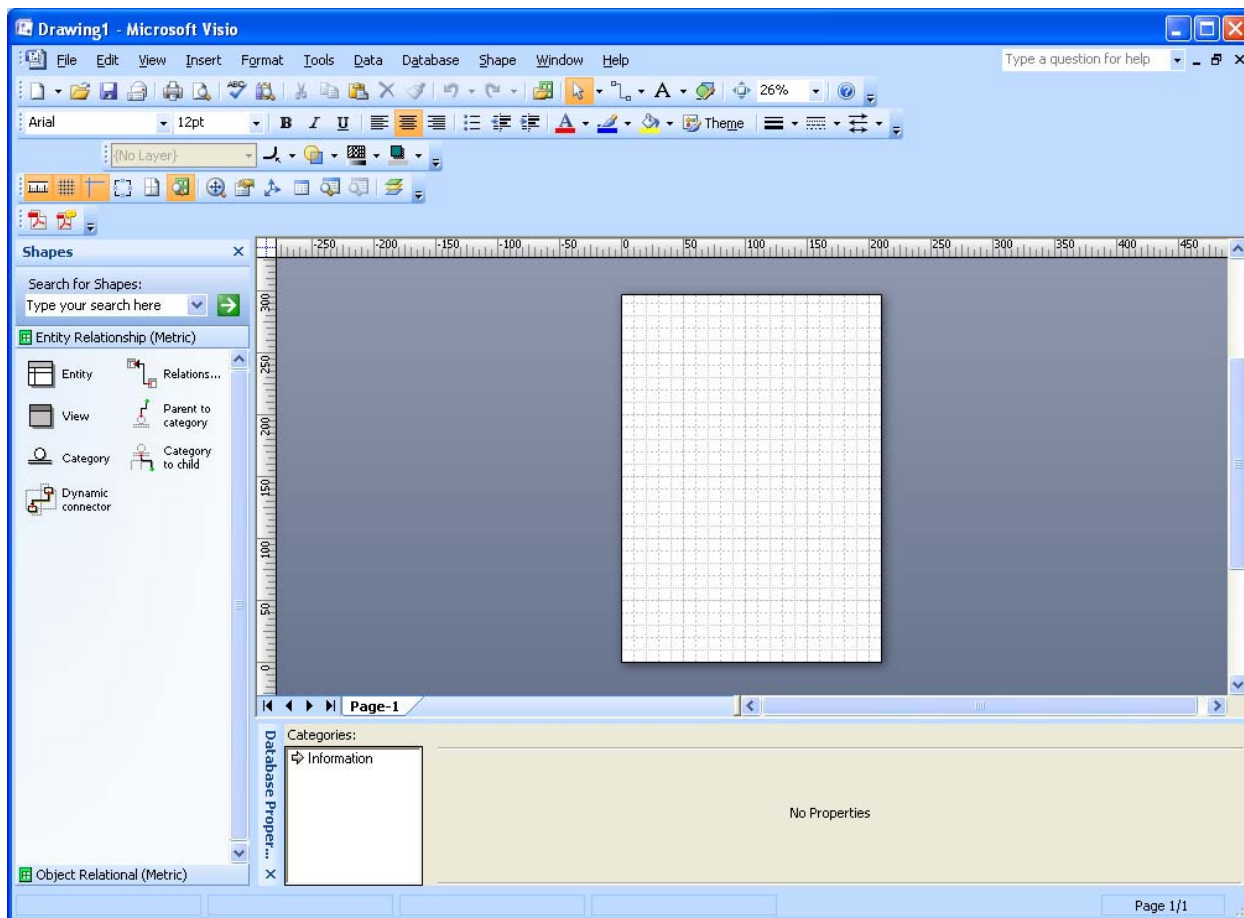 Drawing1 - Microsoft Visio
File Edit View Insert Format Tools Data Database Shape Window Help Type a question for help
26%
Arial 12pt B I U A Theme
{No Layer}
Shapes
Search for Shapes:
Type your search here
Entity Relationship (Metric)
Entity Relations...
View Parent to category
Category Category to child
Dynamic connector
Object Relational (Metric)
-250 -200 -150 -100 -50 0 50 100 150 200 250 300 350 400 450
300
250
200
150
100
50
0
Page-1
Database Proper...
Categories:
Information
No Properties
Page 1/1